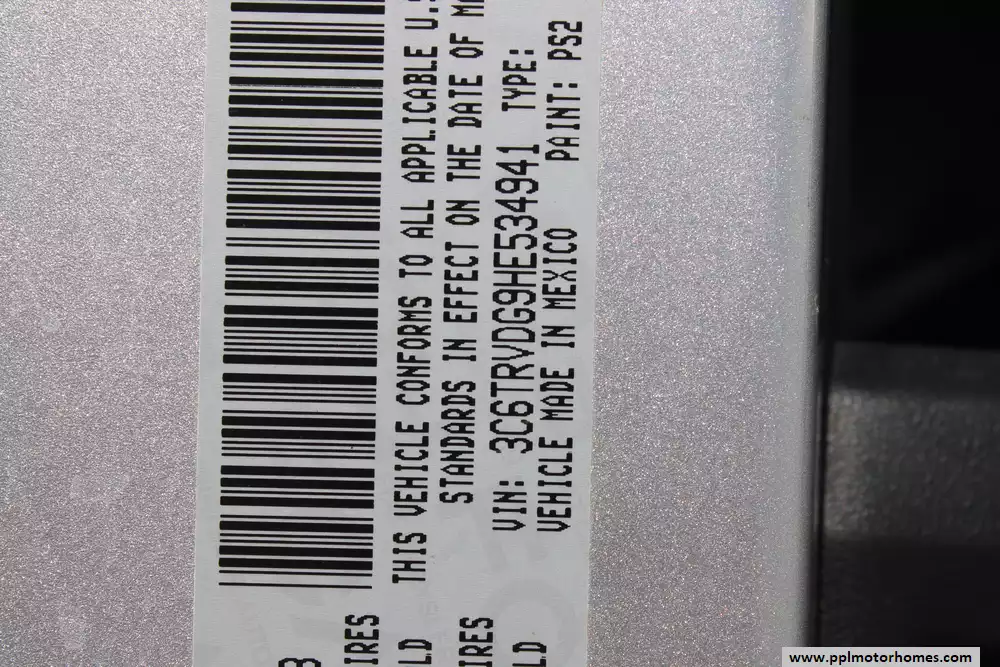 IRES
LD
THIS VEHICLE CONFORMS TO ALL APPLICABLE U.S
STANDARDS IN EFFECT ON THE DATE OF M
IRES
LD
VIN: 3C6TRVDG9HE534941 TYPE:
VEHICLE MADE IN MEXICO PAINT: PS2
www.pplmotorhomes.com